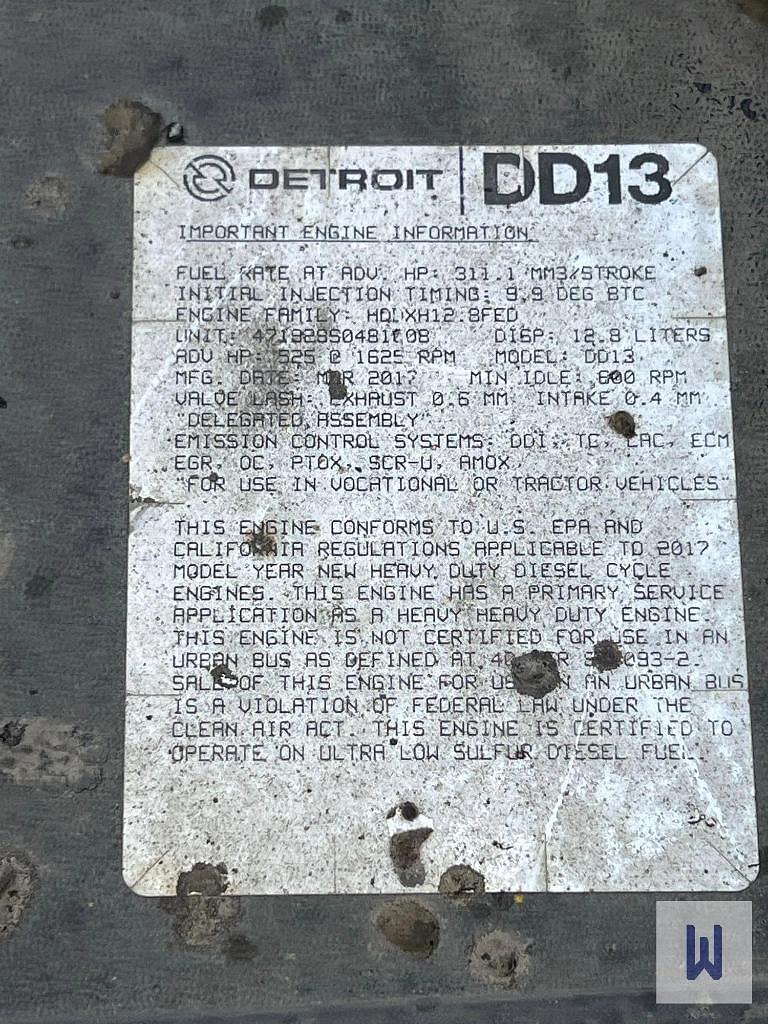 DETROIT DD13
IMPORTANT ENGINE INFORMATION
FUEL RATE AT ADV. HP: 311.1 MM3/STROKE
INITIAL INJECTION TIMING: 9.9 DEG BTC
ENGINE FAMILY: HDDXH12.8FED
UNIT: DISP: 12.8 LITERS
ADV HP: 525 @ 1625 RPM MODEL: DD13
MFG. DATE: MAR 2017 MIN IDLE: 600 RPM
VALVE LASH: EXHAUST 0.6 MM INTAKE 0.4 MM
"DELEGATED ASSEMBLY"
EMISSION CONTROL SYSTEMS: DDI, TC, CAC, ECM
EGR, OC, PTOX, SCR-U, AMOX
"FOR USE IN VOCATIONAL OR TRACTOR VEHICLES"
THIS ENGINE CONFORMS TO U.S. EPA AND
CALIFORNIA REGULATIONS APPLICABLE TO 2017
MODEL YEAR NEW HEAVY DUTY DIESEL CYCLE
ENGINES. THIS ENGINE HAS A PRIMARY SERVICE
APPLICATION AS A HEAVY HEAVY DUTY ENGINE.
THIS ENGINE IS NOT CERTIFIED FOR USE IN AN
URBAN BUS AS DEFINED AT 093-2.
SALE OF THIS ENGINE FOR USE IN AN URBAN BUS
IS A VIOLATION OF FEDERAL LAW UNDER THE
CLEAN AIR ACT. THIS ENGINE IS CERTIFIED TO
OPERATE ON ULTRA LOW SULFUR DIESEL FUEL.
W